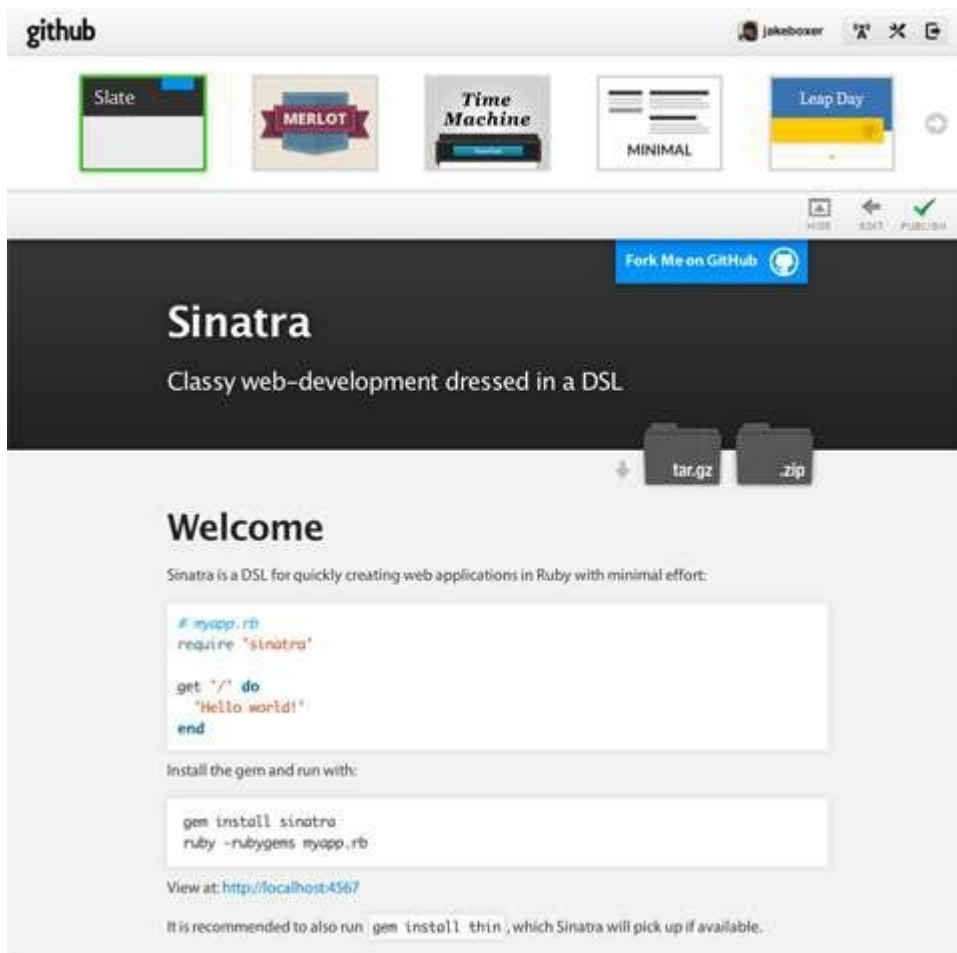 github
jakeboxer
Slate
MERLOT
Time
Machine
MINIMAL
Leap Day
HIDE
EDIT
PUBLISH
Fork Me on GitHub
Sinatra
Classy web-development dressed in a DSL
tar.gz
.zip
Welcome
Sinatra is a DSL for quickly creating web applications in Ruby with minimal effort:
# myapp.rb
require "sinatra"
get "/" do
"Hello world!"
end
Install the gem and run with:
gem install sinatra
ruby -rubygems myapp.rb
View at: http://localhost:4567
It is recommended to also run gem install thin, which Sinatra will pick up if available.